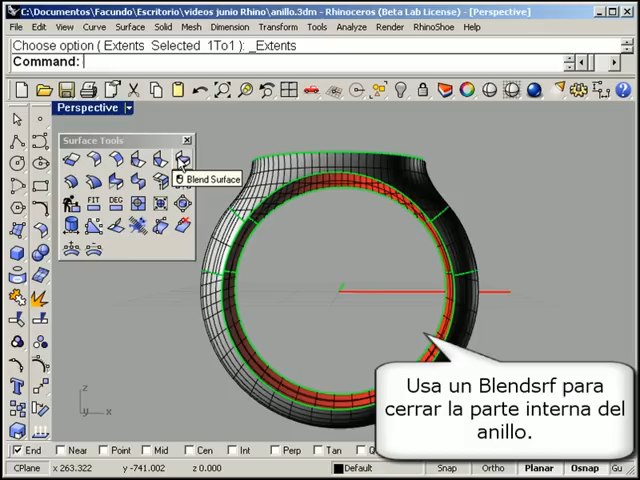 C:\Documentos\Facundo\Escritorio\videos junio Rhino\anillo.3dm - Rhinoceros (Beta Lab License) - [Perspective]
File Edit View Curve Surface Solid Mesh Dimension Transform Tools Analyze Render RhinoShoe Help
Choose option ( Extents Selected 1To1 ): _Extents
Command:
Perspective
Surface Tools
Blend Surface
FIT DEG
Usa un Blendsrf para
cerrar la parte interna del
anillo.
z
y x
End Near Point Mid Cen Int Perp Tan
CPlane x 263.322 y -741.002 z 0.000 Default Snap Ortho Planar Osnap Gu